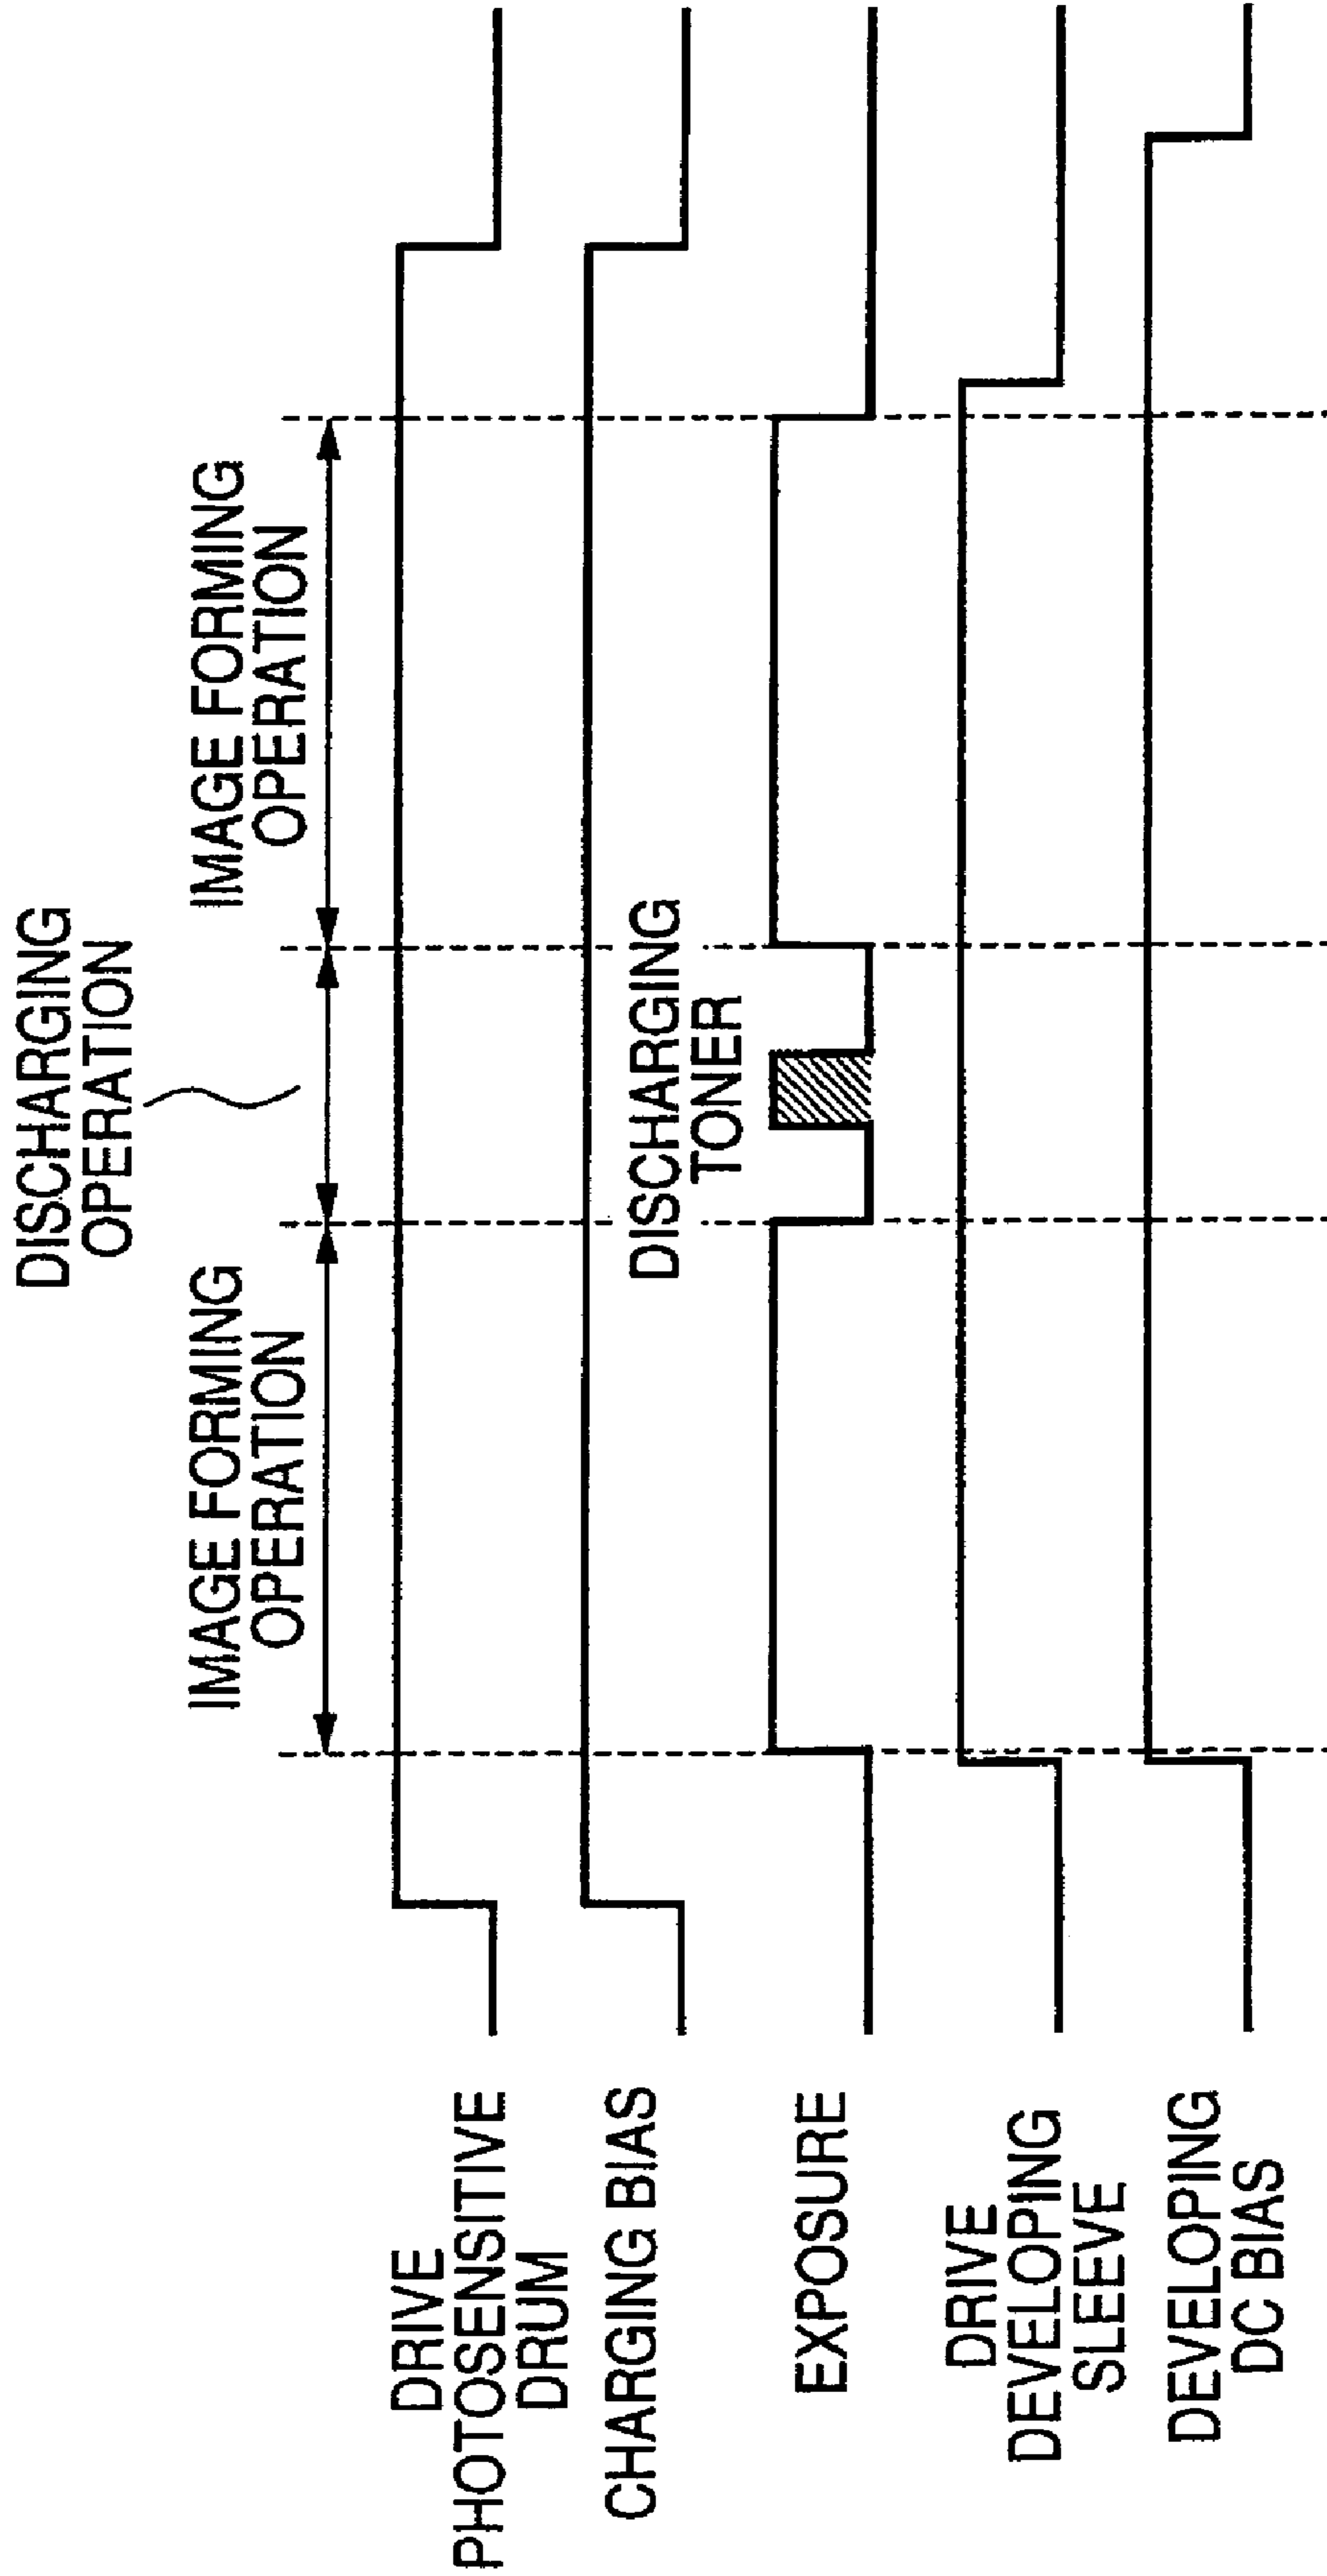 DISCHARGING
OPERATION
IMAGE FORMING
OPERATION
IMAGE FORMING
OPERATION
DRIVE
PHOTOSENSITIVE
DRUM
CHARGING BIAS
DISCHARGING
TONER
EXPOSURE
DRIVE
DEVELOPING
SLEEVE
DEVELOPING
DC BIAS